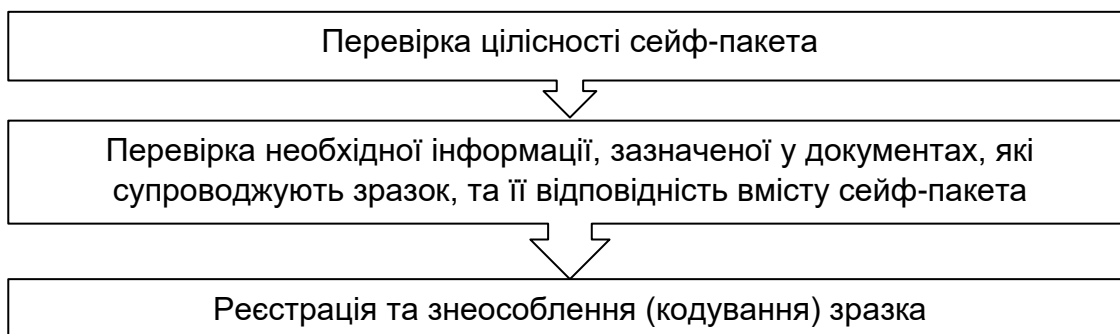 Перевірка цілісності сейф-пакета
Перевірка необхідної інформації, зазначеної у документах, які
супроводжують зразок, та її відповідність вмісту сейф-пакета
Реєстрація та знеособлення (кодування) зразка